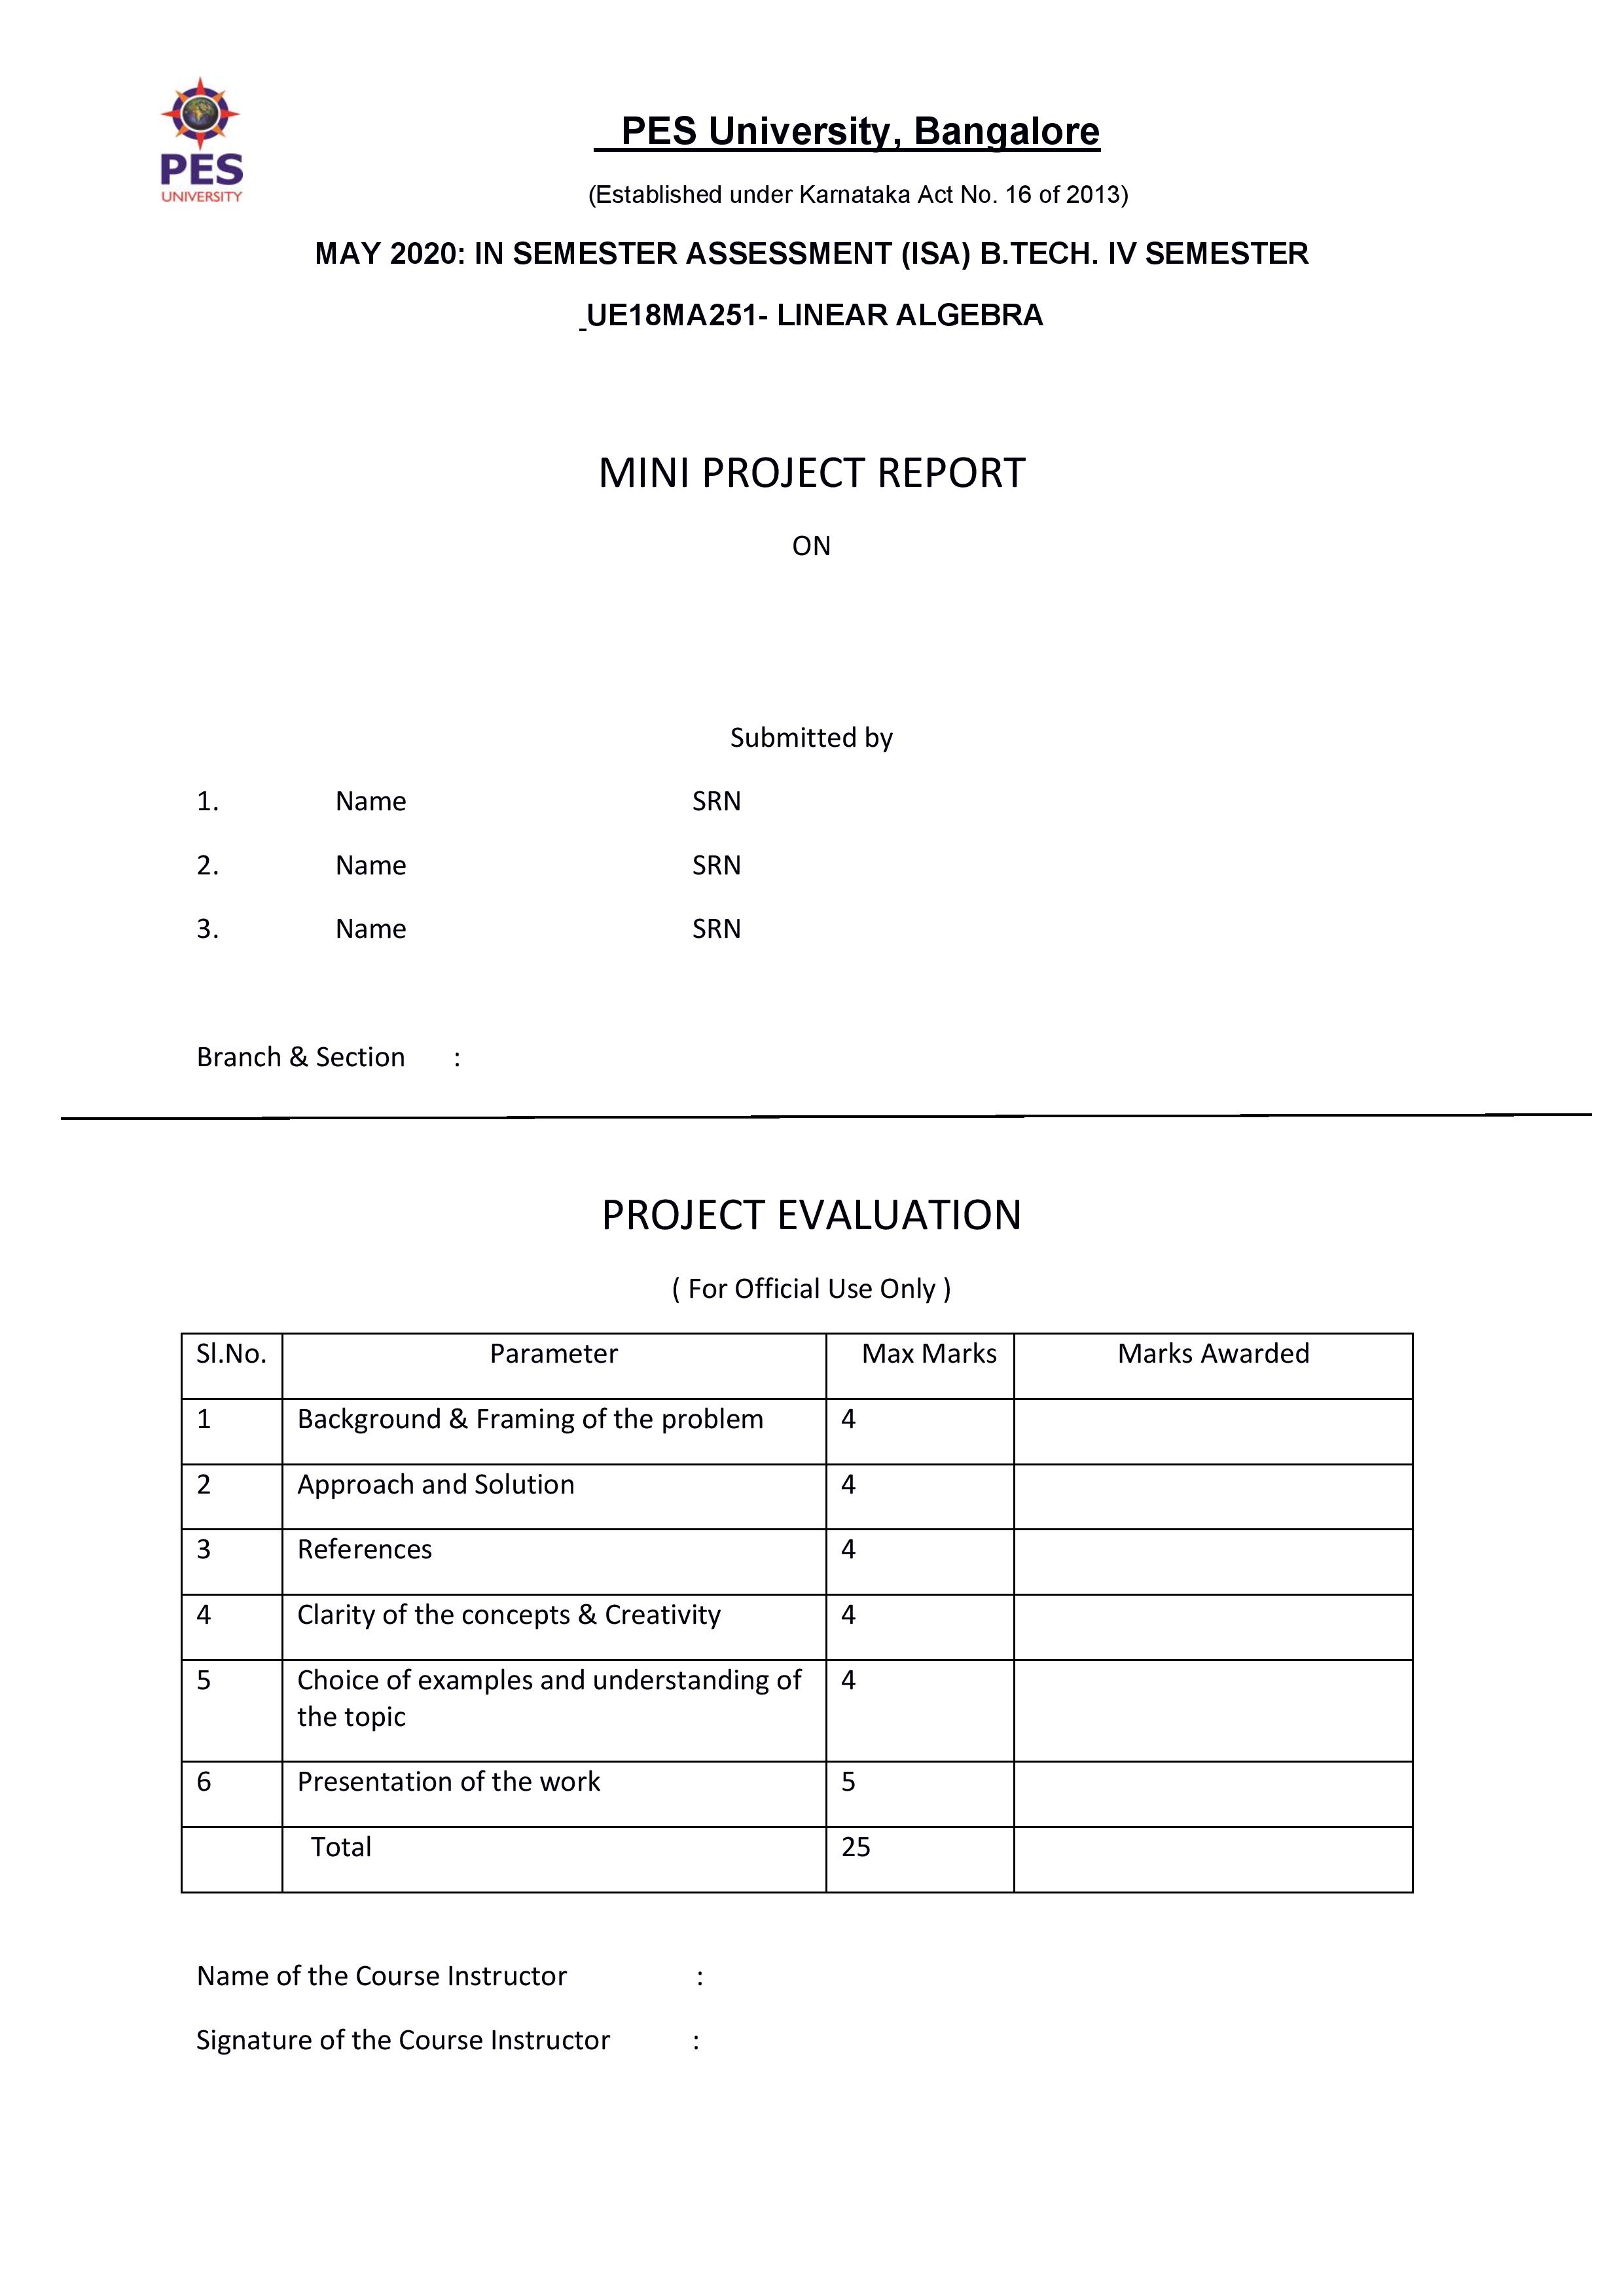 PES
UNIVERSITY
PES University, Bangalore
(Established under Karnataka Act No. 16 of 2013)
MAY 2020: IN SEMESTER ASSESSMENT (ISA) B.TECH. IV SEMESTER
UE18MA251- LINEAR ALGEBRA
MINI PROJECT REPORT
ON
Submitted by
1. Name SRN
2. Name SRN
3. Name SRN
Branch & Section :
PROJECT EVALUATION
( For Official Use Only )
Sl.No. Parameter Max Marks Marks Awarded
1 Background & Framing of the problem 4
2 Approach and Solution 4
3 References 4
4 Clarity of the concepts & Creativity 4
5 Choice of examples and understanding of 4
the topic
6 Presentation of the work 5
Total 25
Name of the Course Instructor :
Signature of the Course Instructor :